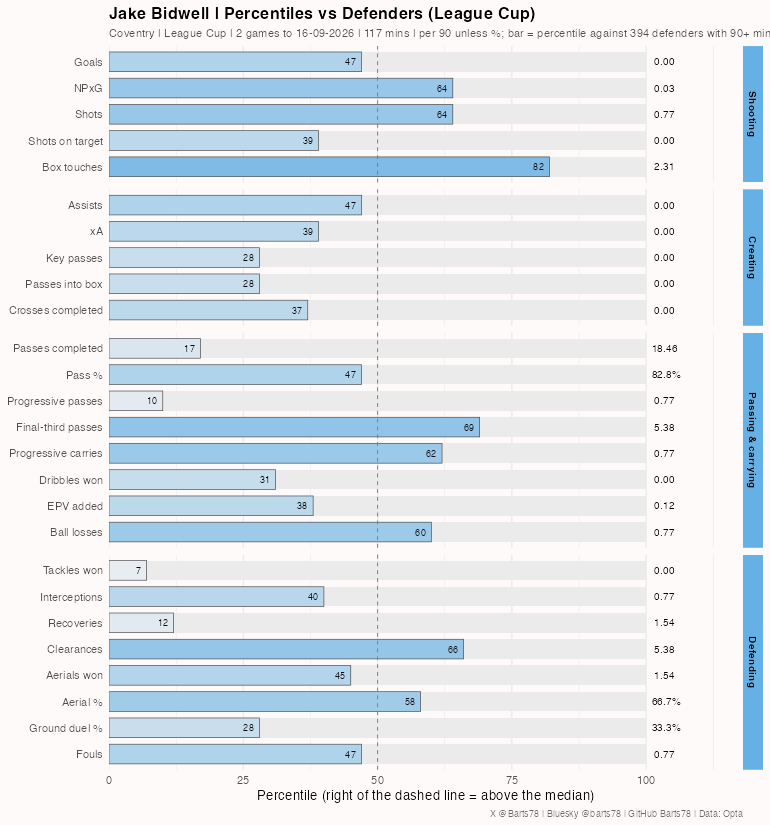 Jake Bidwell | Percentiles vs Defenders (League Cup)
Coventry | League Cup | 2 games to 16-09-2026 | 117 mins | per 90 unless %; bar = percentile against 394 defenders with 90+ min
Goals 47 0.00
NPxG 64 0.03
Shots 64 0.77
Shots on target 39 0.00
Box touches 82 2.31
Shooting
Assists 47 0.00
xA 39 0.00
Key passes 28 0.00
Passes into box 28 0.00
Crosses completed 37 0.00
Creating
Passes completed 17 18.46
Pass % 47 82.8%
Progressive passes 10 0.77
Final-third passes 69 5.38
Progressive carries 62 0.77
Dribbles won 31 0.00
EPV added 38 0.12
Ball losses 60 0.77
Passing & carrying
Tackles won 7 0.00
Interceptions 40 0.77
Recoveries 12 1.54
Clearances 66 5.38
Aerials won 45 1.54
Aerial % 58 66.7%
Ground duel % 28 33.3%
Fouls 47 0.77
Defending
0 25 50 75 100
Percentile (right of the dashed line = above the median)
X @Barts78 | Bluesky @barts78 | GitHub Barts78 | Data: Opta